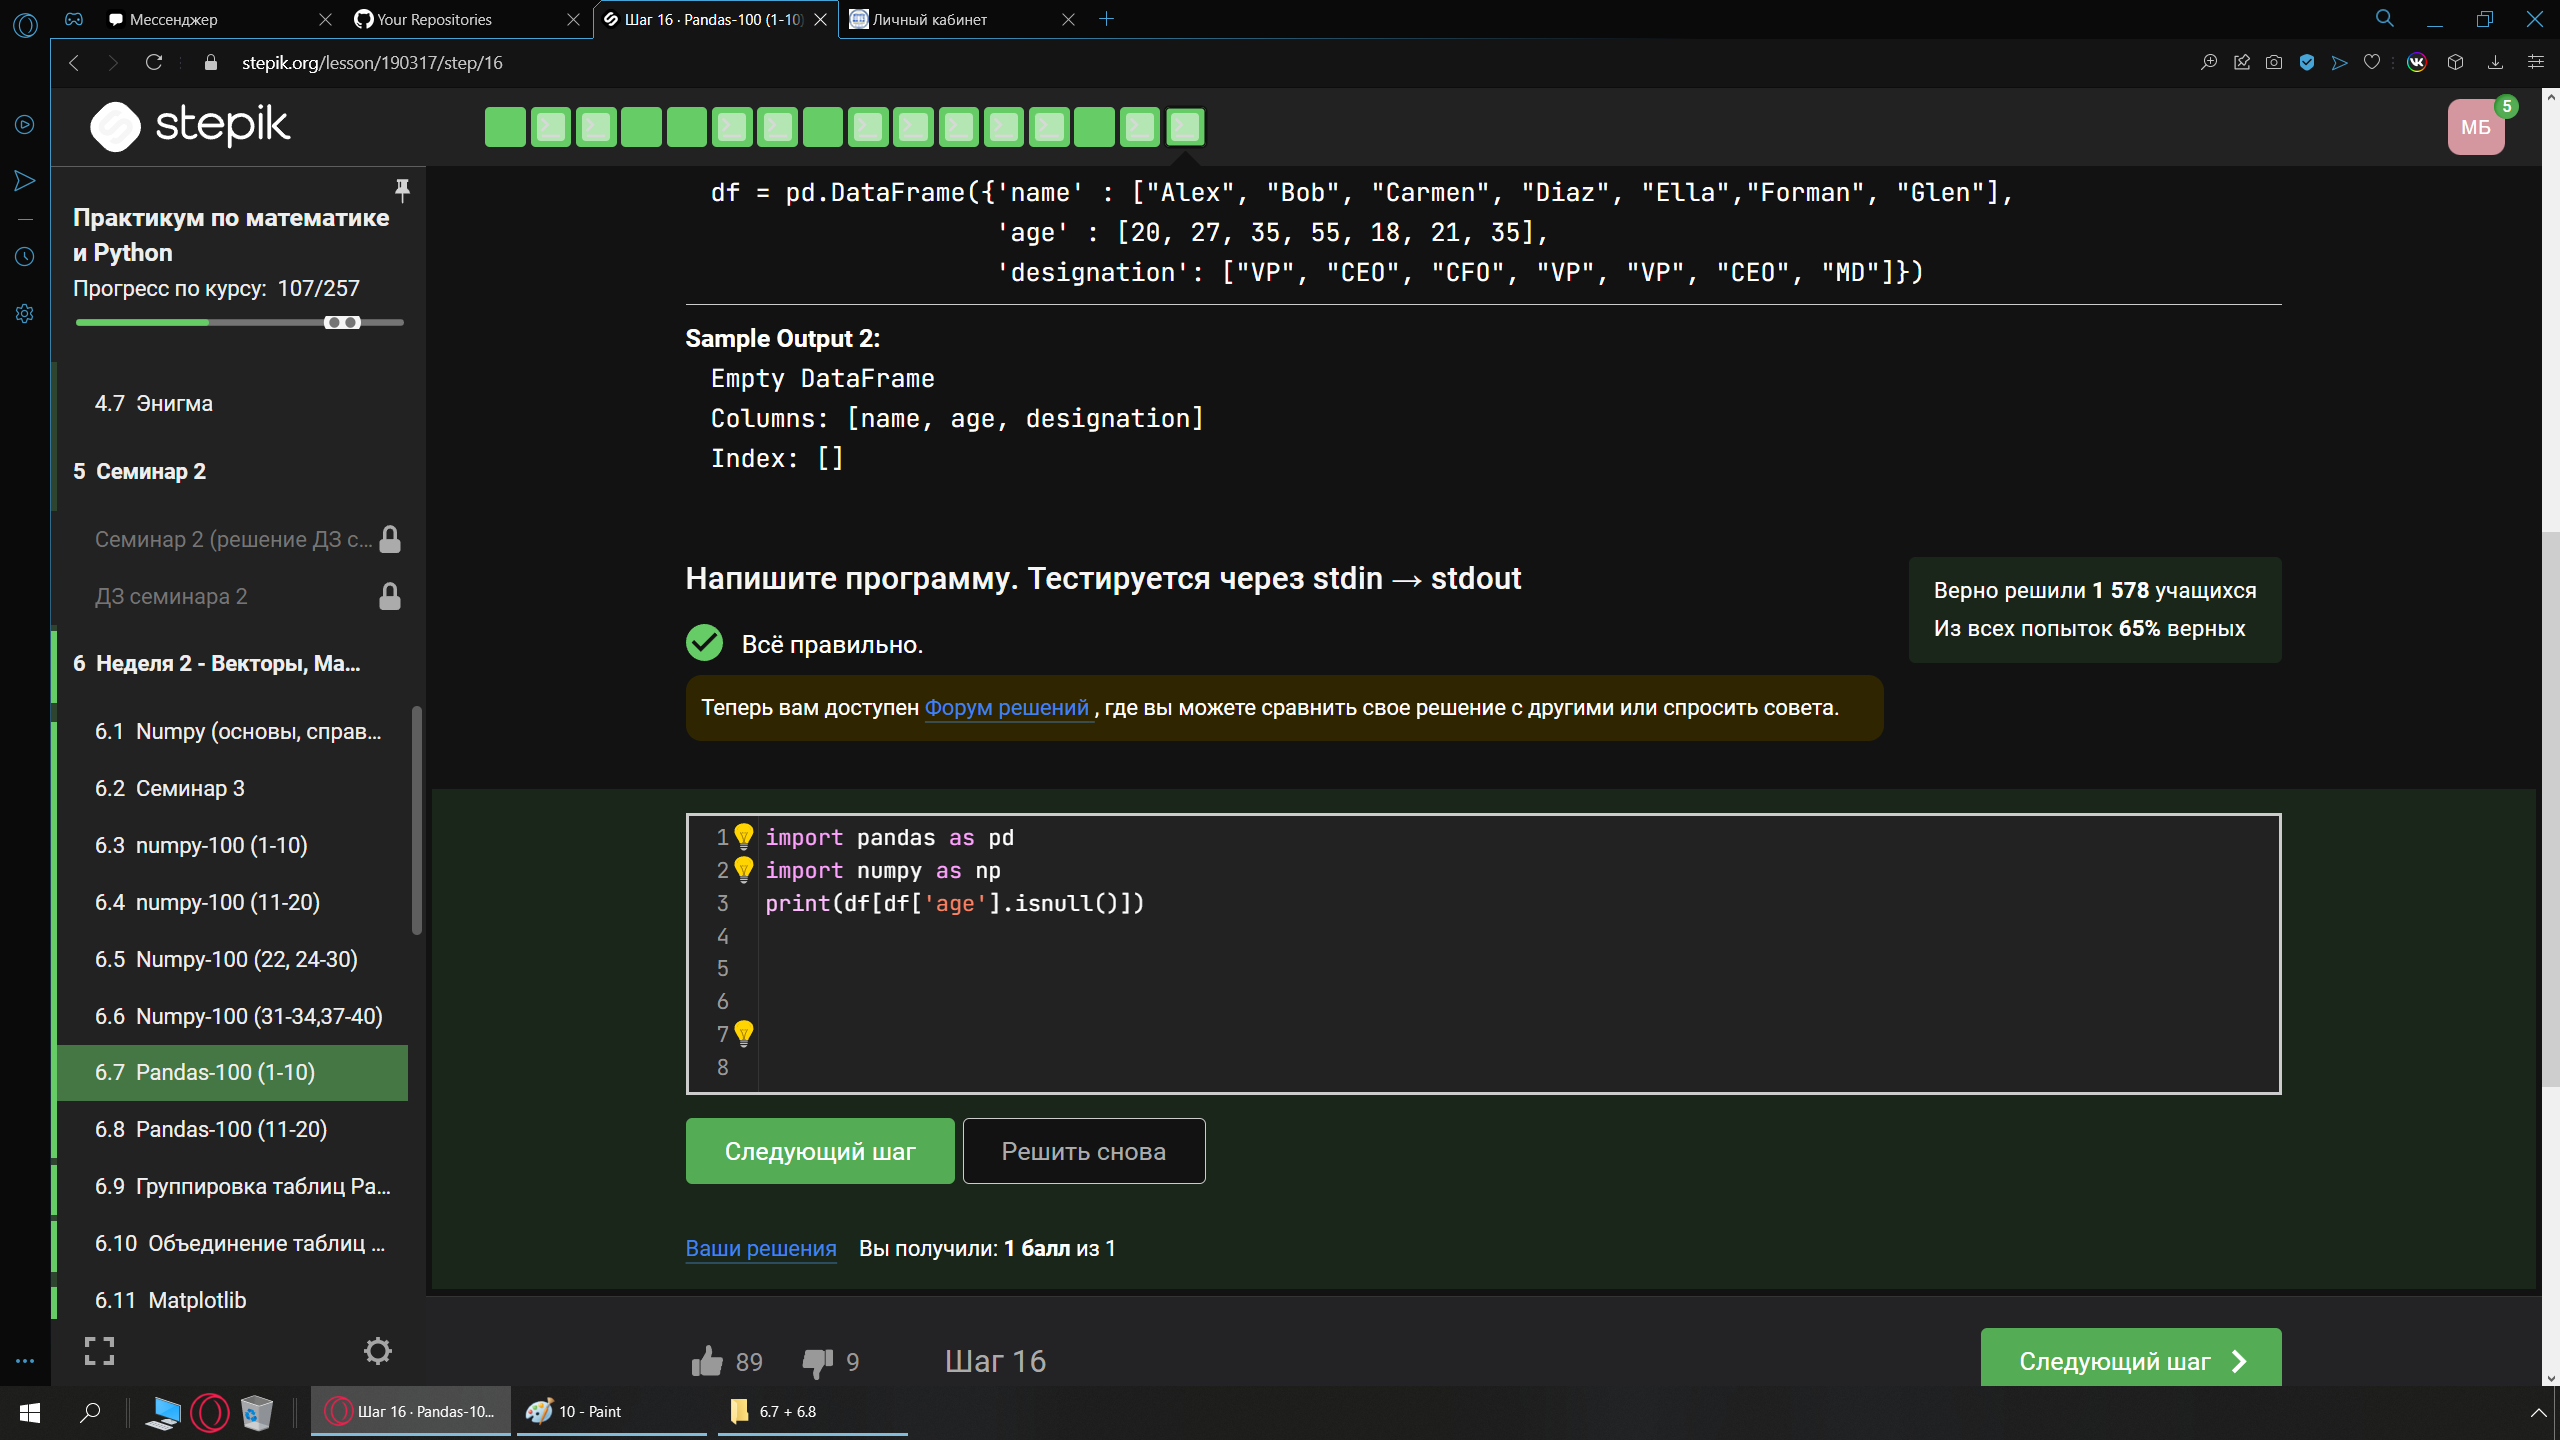 Мессенджер
Your Repositories
Шаг 16 · Pandas-100 (1-10)
Личный кабинет
stepik.org/lesson/190317/step/16
stepik
МБ
5
Практикум по математике
и Python
Прогресс по курсу: 107/257
4.7 Энигма
5 Семинар 2
Семинар 2 (решение ДЗ с...
ДЗ семинара 2
6 Неделя 2 - Векторы, Ма...
6.1 Numpy (основы, справ...
6.2 Семинар 3
6.3 numpy-100 (1-10)
6.4 numpy-100 (11-20)
6.5 Numpy-100 (22, 24-30)
6.6 Numpy-100 (31-34,37-40)
6.7 Pandas-100 (1-10)
6.8 Pandas-100 (11-20)
6.9 Группировка таблиц Pa...
6.10 Объединение таблиц ...
6.11 Matplotlib
df = pd.DataFrame({'name' : ["Alex", "Bob", "Carmen", "Diaz", "Ella","Forman", "Glen"],
'age' : [20, 27, 35, 55, 18, 21, 35],
'designation': ["VP", "CEO", "CFO", "VP", "VP", "CEO", "MD"]})
Sample Output 2:
Empty DataFrame
Columns: [name, age, designation]
Index: []
Напишите программу. Тестируется через stdin → stdout
Верно решили 1 578 учащихся
Из всех попыток 65% верных
Всё правильно.
Теперь вам доступен Форум решений , где вы можете сравнить свое решение с другими или спросить совета.
1 import pandas as pd
2 import numpy as np
3 print(df[df['age'].isnull()])
4
5
6
7
8
Следующий шаг
Решить снова
Ваши решения Вы получили: 1 балл из 1
89
9
Шаг 16
Следующий шаг
Шаг 16 · Pandas-10...
10 - Paint
6.7 + 6.8